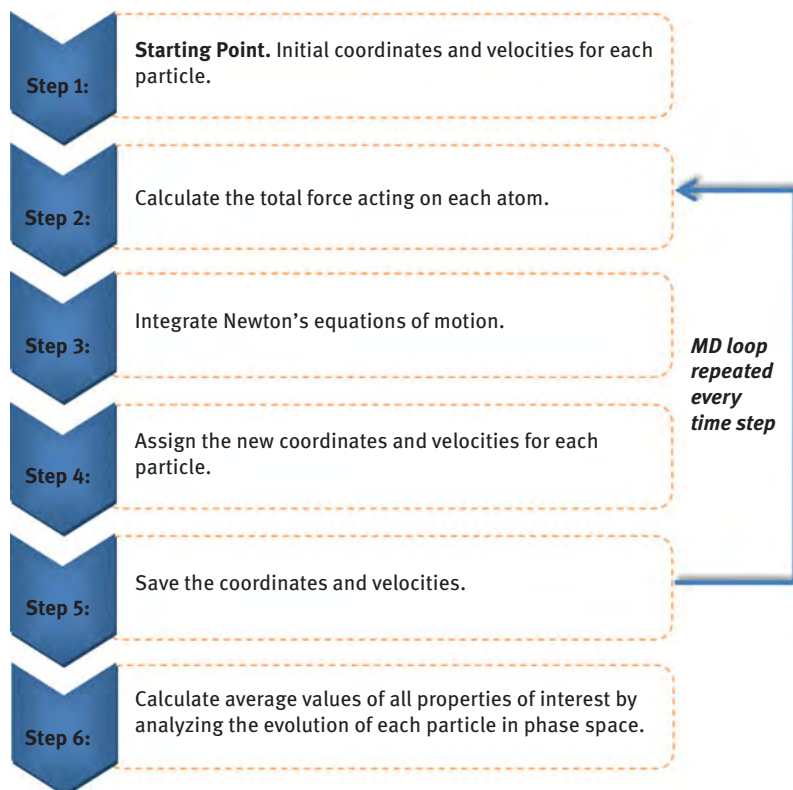 Step 1:
Starting Point. Initial coordinates and velocities for each
particle.
Step 2:
Calculate the total force acting on each atom.
Step 3:
Integrate Newton’s equations of motion.
MD loop
repeated
every
time step
Step 4:
Assign the new coordinates and velocities for each
particle.
Step 5:
Save the coordinates and velocities.
Step 6:
Calculate average values of all properties of interest by
analyzing the evolution of each particle in phase space.